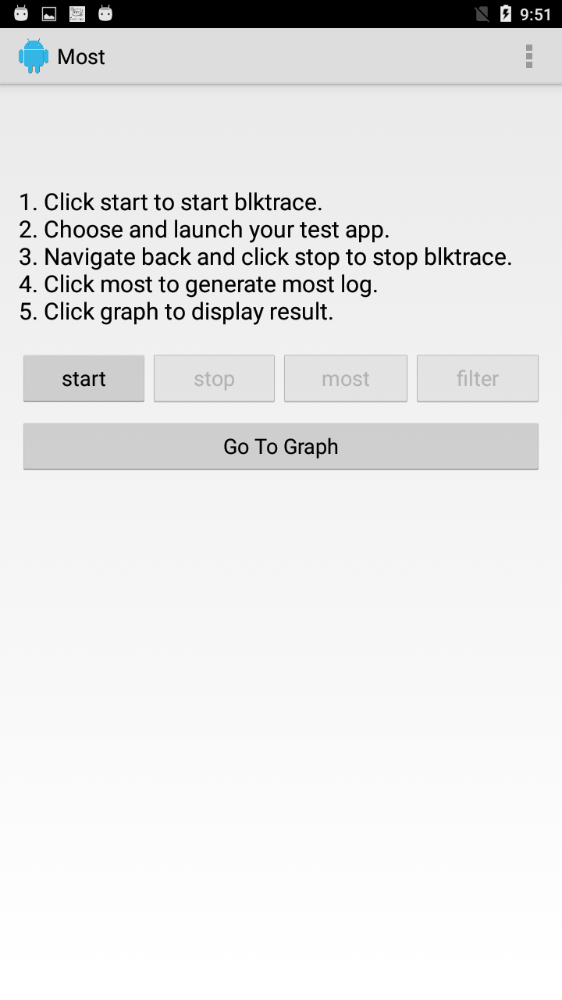 9:51
Most
1. Click start to start blktrace.
2. Choose and launch your test app.
3. Navigate back and click stop to stop blktrace.
4. Click most to generate most log.
5. Click graph to display result.
start stop most filter
Go To Graph